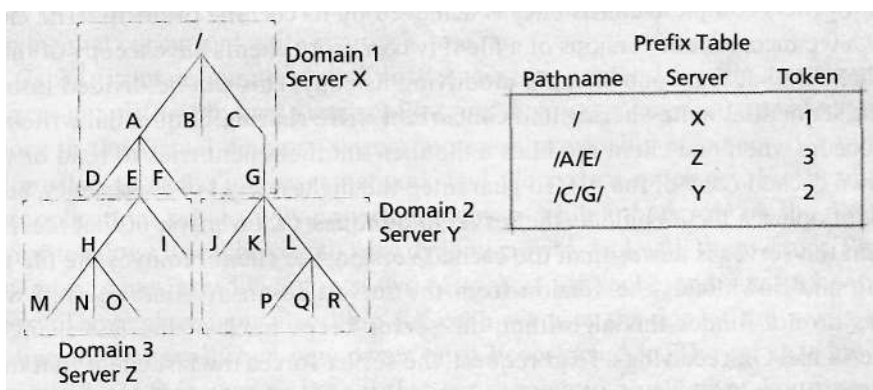 /
Domain 1
Server X
A B C
D E F G
Domain 2
Server Y
H I J K L
M N O P Q R
Domain 3
Server Z
Prefix Table
Pathname Server Token
/ X 1
/A/E/ Z 3
/C/G/ Y 2